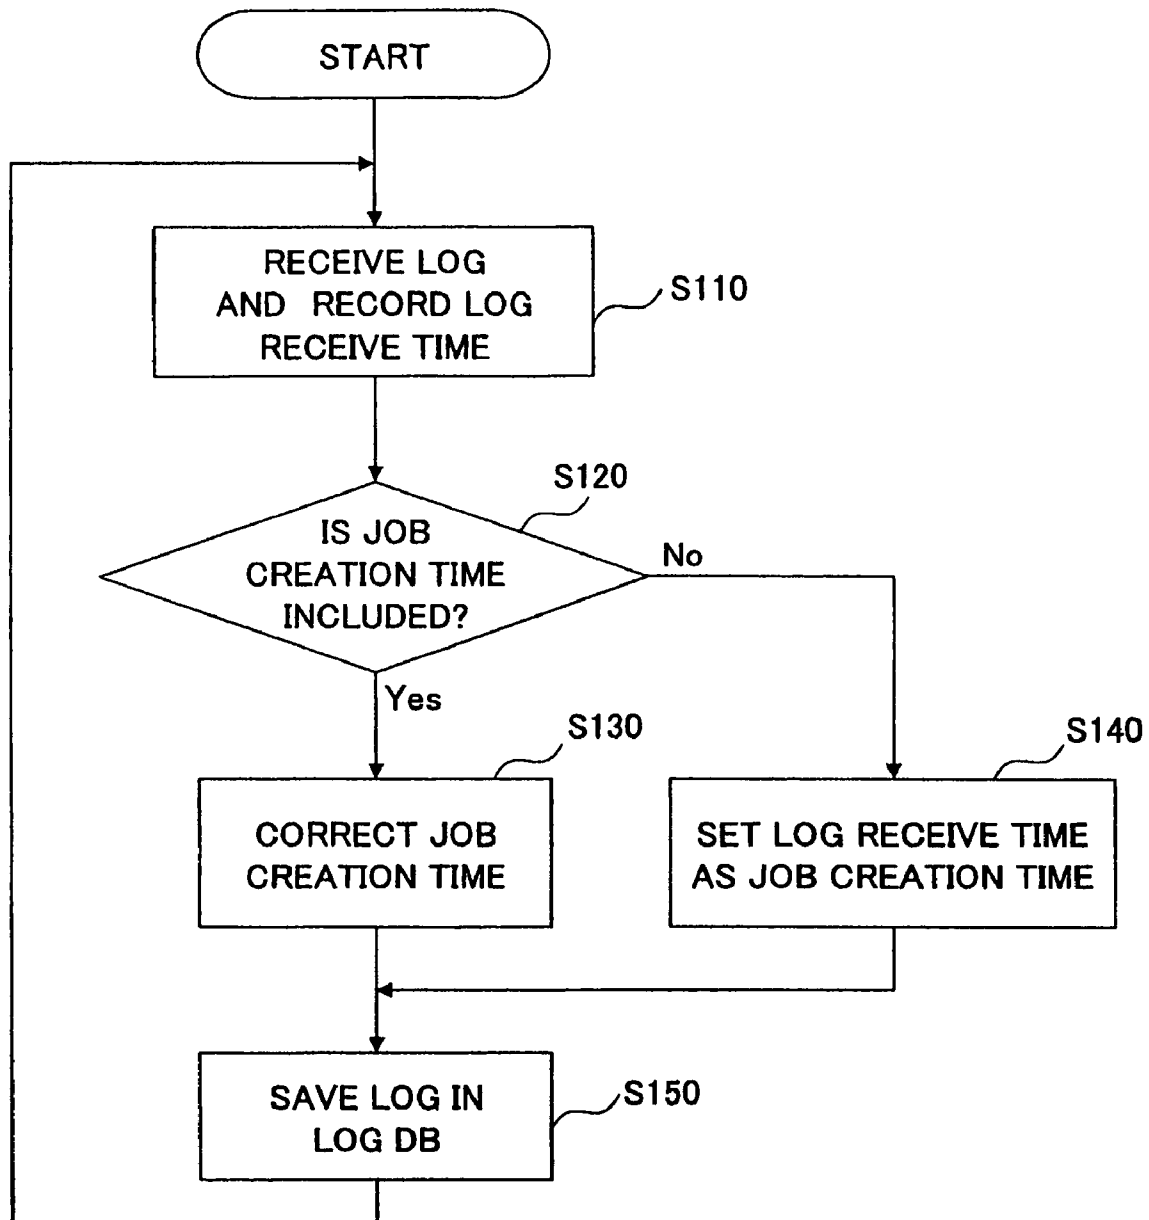 START
RECEIVE LOG
AND RECORD LOG
RECEIVE TIME
S110
S120
IS JOB
CREATION TIME
INCLUDED?
No
Yes
S130
CORRECT JOB
CREATION TIME
S140
SET LOG RECEIVE TIME
AS JOB CREATION TIME
SAVE LOG IN
LOG DB
S150